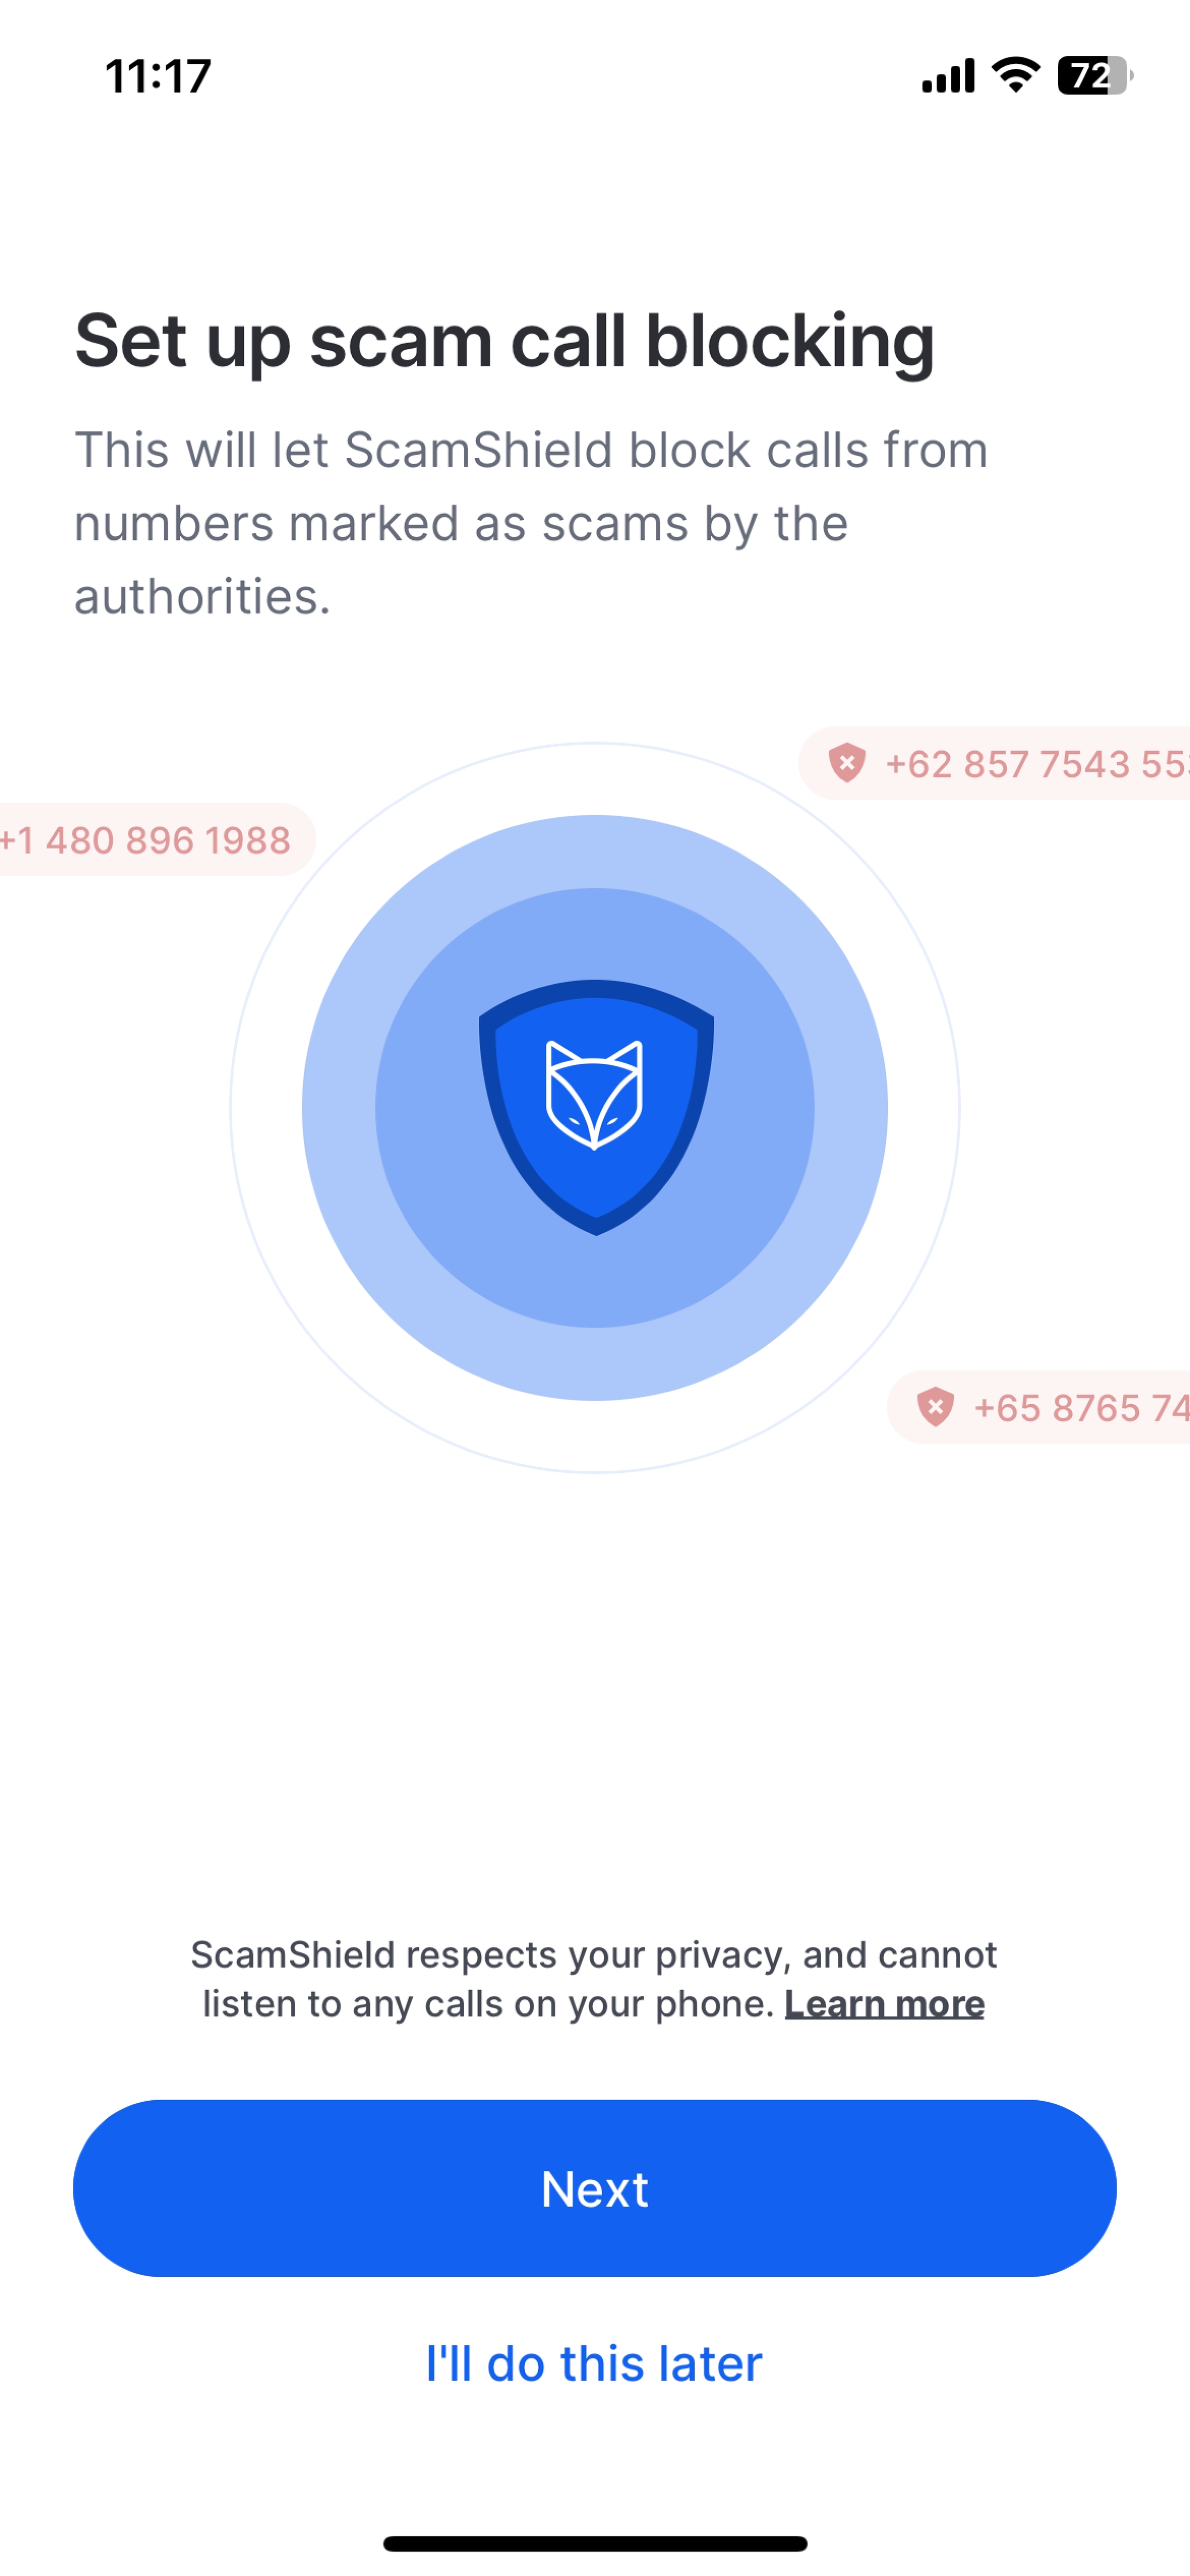 11:17
72
Set up scam call blocking
This will let ScamShield block calls from
numbers marked as scams by the
authorities.
+62 857 7543 55
+1 480 896 1988
+65 8765 74
ScamShield respects your privacy, and cannot
listen to any calls on your phone. Learn more
Next
I'll do this later